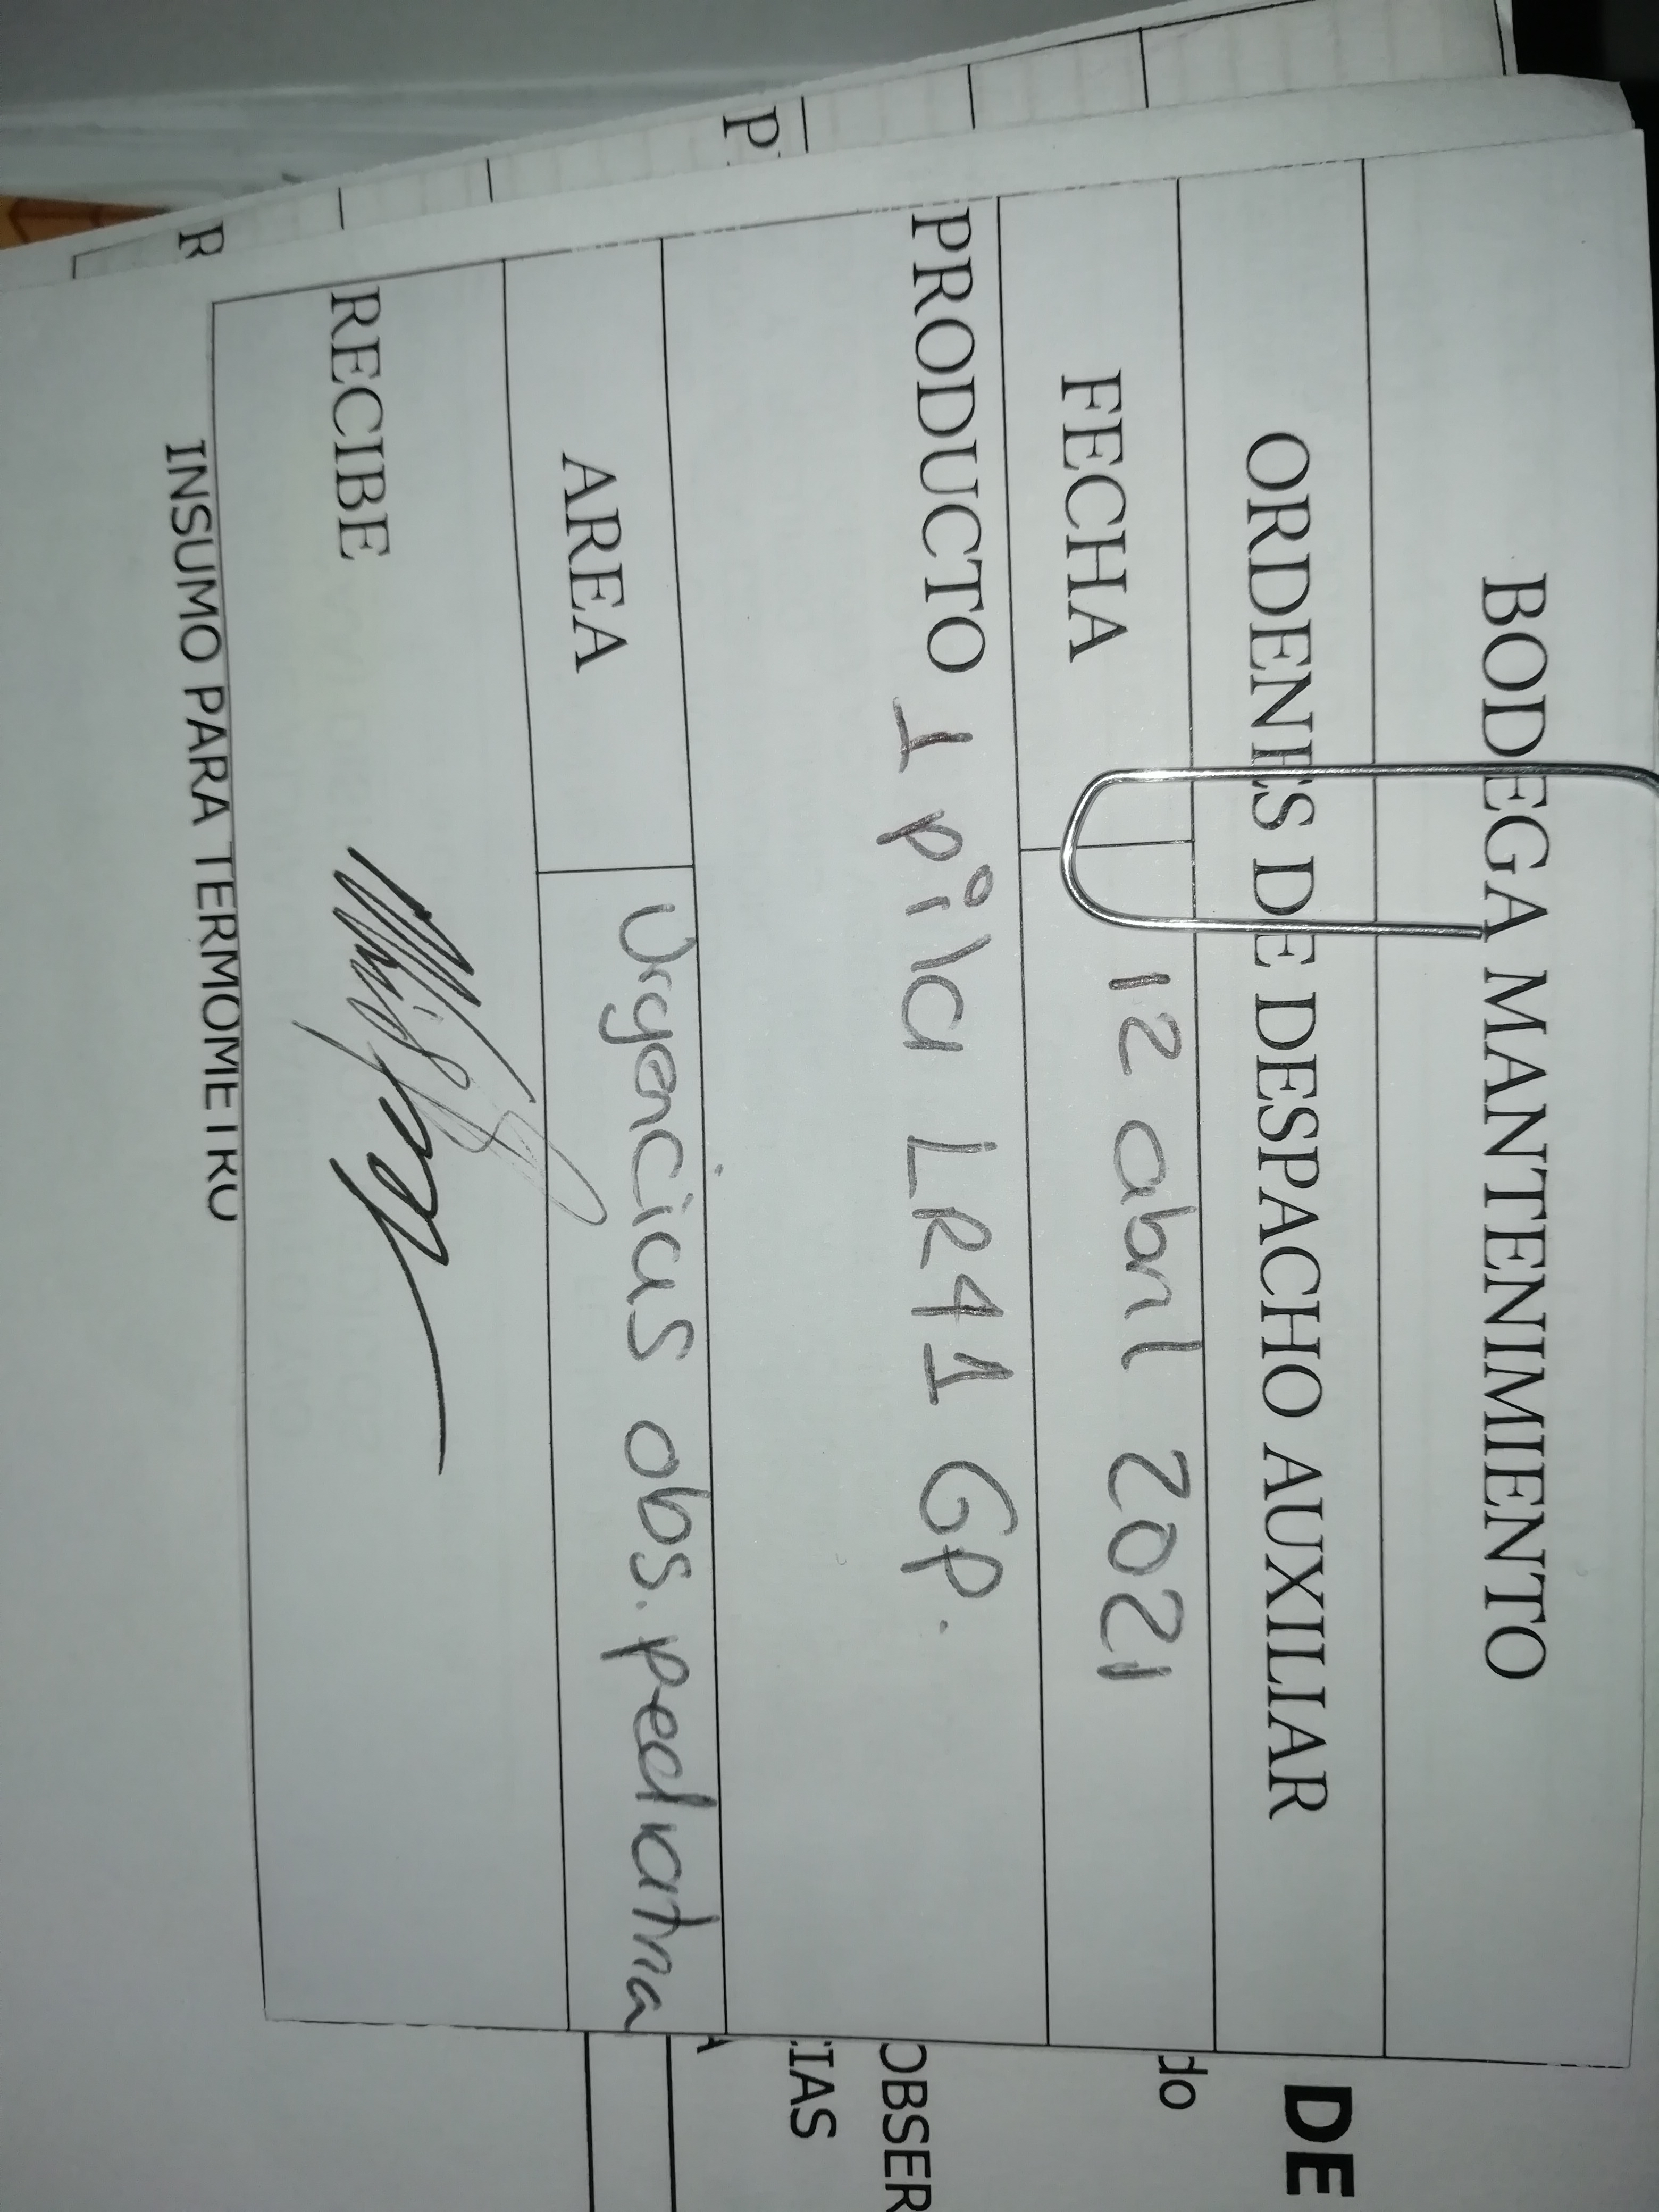 BODEGA MANTENIMIENTO
ORDENES DE DESPACHO AUXILIAR
FECHA 12 abril 2021
PRODUCTO 1 pila LR41 Gp.
AREA Urgencias obs. pediatria
RECIBE
INSUMO PARA TERMOMETRO
DE
do
OBSER
CIAS
A
P
R